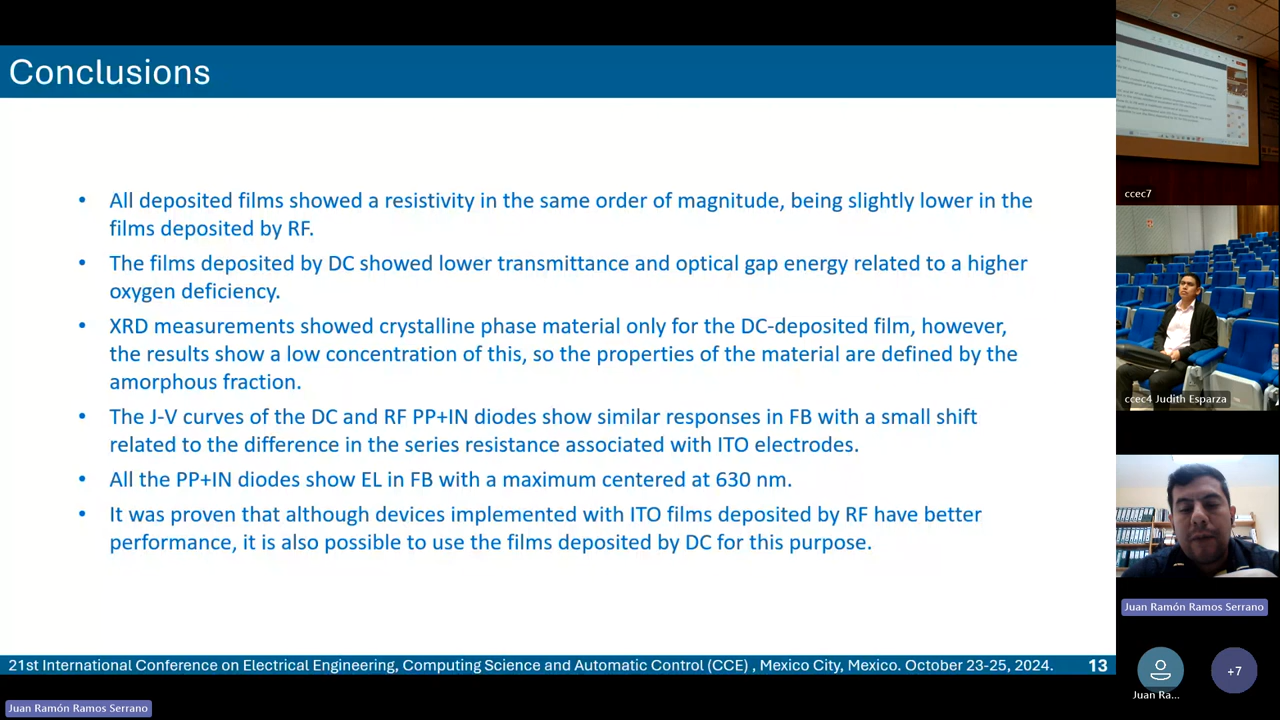 Conclusions
• All deposited films showed a resistivity in the same order of magnitude, being slightly lower in the
films deposited by RF.
• The films deposited by DC showed lower transmittance and optical gap energy related to a higher
oxygen deficiency.
• XRD measurements showed crystalline phase material only for the DC-deposited film, however,
the results show a low concentration of this, so the properties of the material are defined by the
amorphous fraction.
• The J-V curves of the DC and RF PP+IN diodes show similar responses in FB with a small shift
related to the difference in the series resistance associated with ITO electrodes.
• All the PP+IN diodes show EL in FB with a maximum centered at 630 nm.
• It was proven that although devices implemented with ITO films deposited by RF have better
performance, it is also possible to use the films deposited by DC for this purpose.
21st International Conference on Electrical Engineering, Computing Science and Automatic Control (CCE) , Mexico City, Mexico. October 23-25, 2024. 13
Juan Ramón Ramos Serrano
ccec7
ccec4 Judith Esparza
Juan Ramón Ramos Serrano
Juan Ra...
+7